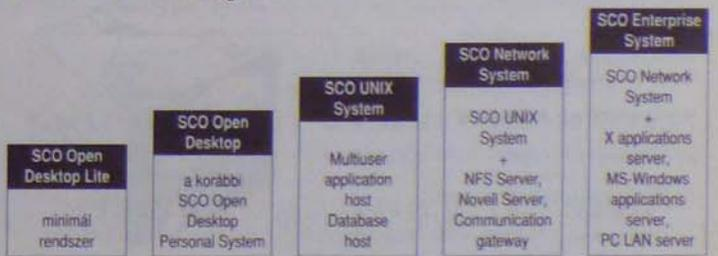 SCO Open
Desktop Lite
minimál
rendszer
SCO Open
Desktop
a korábbi
SCO Open
Desktop
Personal System
SCO UNIX
System
Multiuser
application
host
Database
host
SCO Network
System
SCO UNIX
System
+
NFS Server,
Novell Server,
Communication
gateway
SCO Enterprise
System
SCO Network
System
+
X applications
server,
MS-Windows
applications
server,
PC LAN server